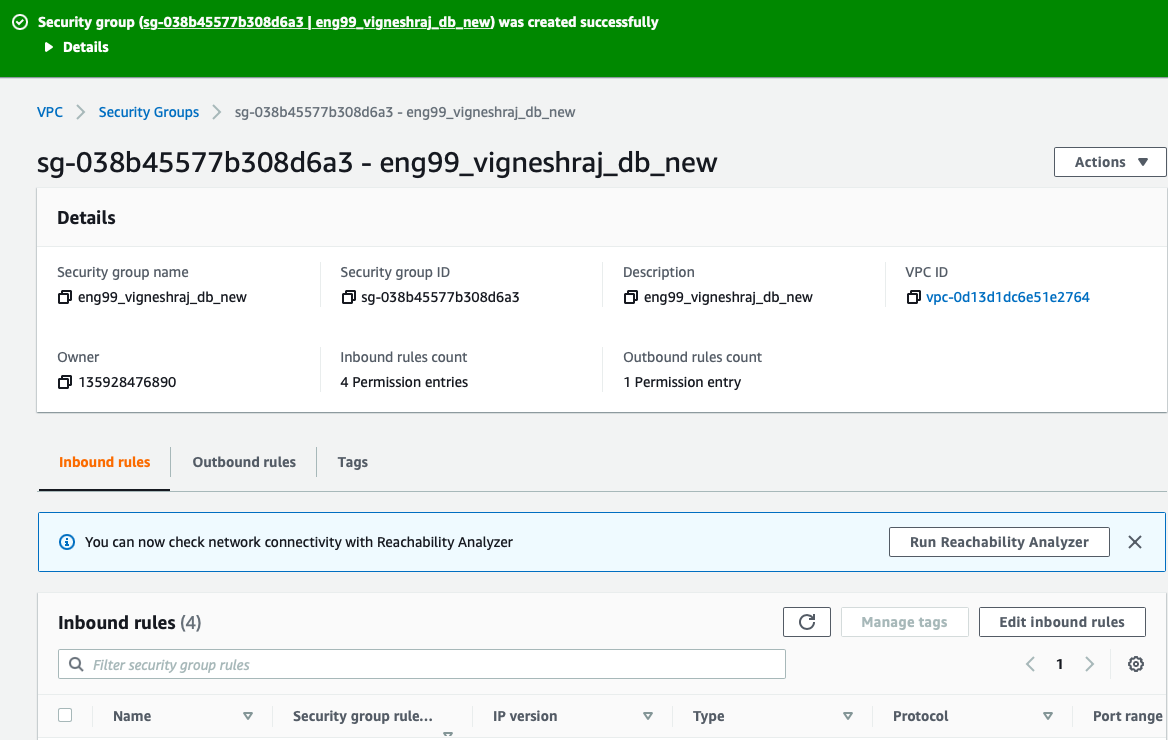 Security group (sg-038b45577b308d6a3 | eng99_vigneshraj_db_new) was created successfully
Details
VPC Security Groups sg-038b45577b308d6a3 - eng99_vigneshraj_db_new
sg-038b45577b308d6a3 - eng99_vigneshraj_db_new
Actions
Details
Security group name Security group ID Description VPC ID
eng99_vigneshraj_db_new sg-038b45577b308d6a3 eng99_vigneshraj_db_new vpc-0d13d1dc6e51e2764
Owner Inbound rules count Outbound rules count
135928476890 4 Permission entries 1 Permission entry
Inbound rules Outbound rules Tags
You can now check network connectivity with Reachability Analyzer Run Reachability Analyzer
Inbound rules (4) Manage tags Edit inbound rules
Filter security group rules 1
Name Security group rule... IP version Type Protocol Port range